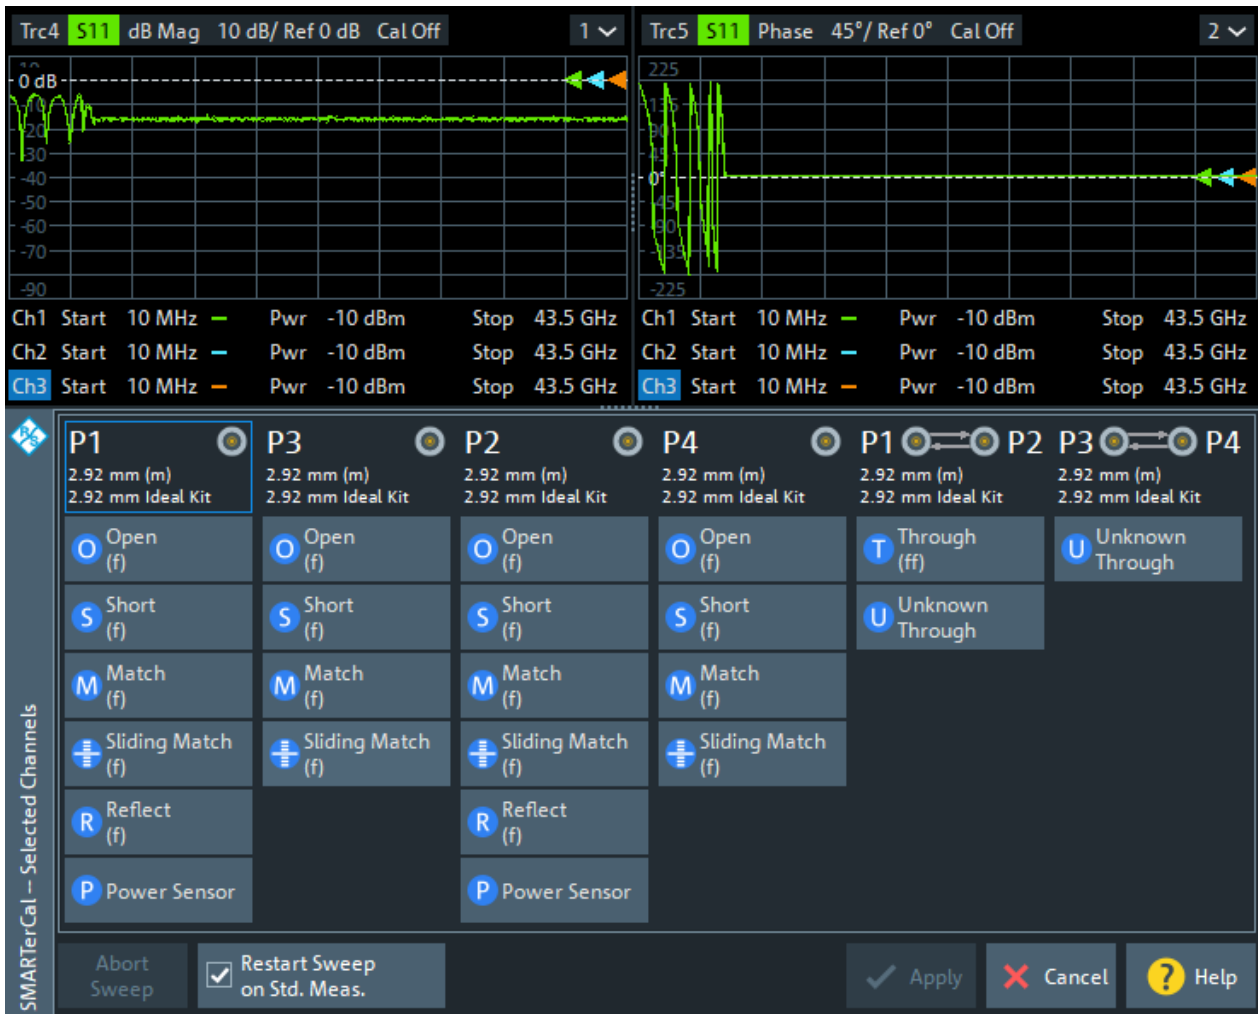 Trc4 S11 dB Mag 10 dB/ Ref 0 dB Cal Off 1
10
0 dB
-10
-20
-30
-40
-50
-60
-70
-90
Ch1 Start 10 MHz Pwr -10 dBm Stop 43.5 GHz
Ch2 Start 10 MHz Pwr -10 dBm Stop 43.5 GHz
Ch3 Start 10 MHz Pwr -10 dBm Stop 43.5 GHz
Trc5 S11 Phase 45°/ Ref 0° Cal Off 2
225
135
90
45
0°
-45
-90
-135
-225
Ch1 Start 10 MHz Pwr -10 dBm Stop 43.5 GHz
Ch2 Start 10 MHz Pwr -10 dBm Stop 43.5 GHz
Ch3 Start 10 MHz Pwr -10 dBm Stop 43.5 GHz
SMARTerCal – Selected Channels
P1
2.92 mm (m)
2.92 mm Ideal Kit
O Open
(f)
S Short
(f)
M Match
(f)
Sliding Match
(f)
R Reflect
(f)
P Power Sensor
P3
2.92 mm (m)
2.92 mm Ideal Kit
O Open
(f)
S Short
(f)
M Match
(f)
Sliding Match
(f)
P2
2.92 mm (m)
2.92 mm Ideal Kit
O Open
(f)
S Short
(f)
M Match
(f)
Sliding Match
(f)
R Reflect
(f)
P Power Sensor
P4
2.92 mm (m)
2.92 mm Ideal Kit
O Open
(f)
S Short
(f)
M Match
(f)
Sliding Match
(f)
P1 P2
2.92 mm (m)
2.92 mm Ideal Kit
T Through
(ff)
U Unknown
Through
P3 P4
2.92 mm (m)
2.92 mm Ideal Kit
U Unknown
Through
Abort
Sweep
Restart Sweep
on Std. Meas.
Apply
Cancel
? Help